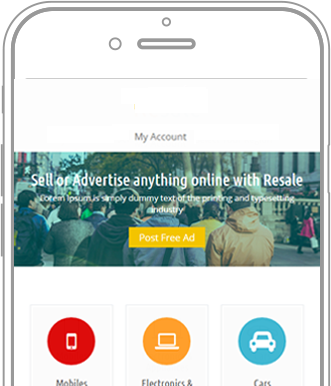 My Account
Sell or Advertise anything online with Resale
Lorem Ipsum is simply dummy text of the printing and typesetting
industry
Post Free Ad
Mobiles
Electronics &
Cars